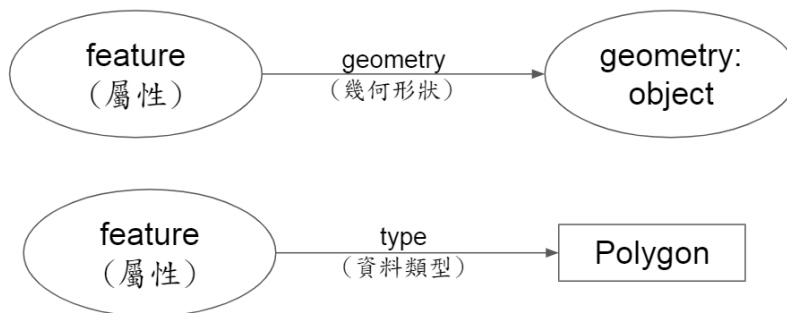 feature
（屬性）
geometry
（幾何形狀）
geometry:
object
feature
（屬性）
type
（資料類型）
Polygon